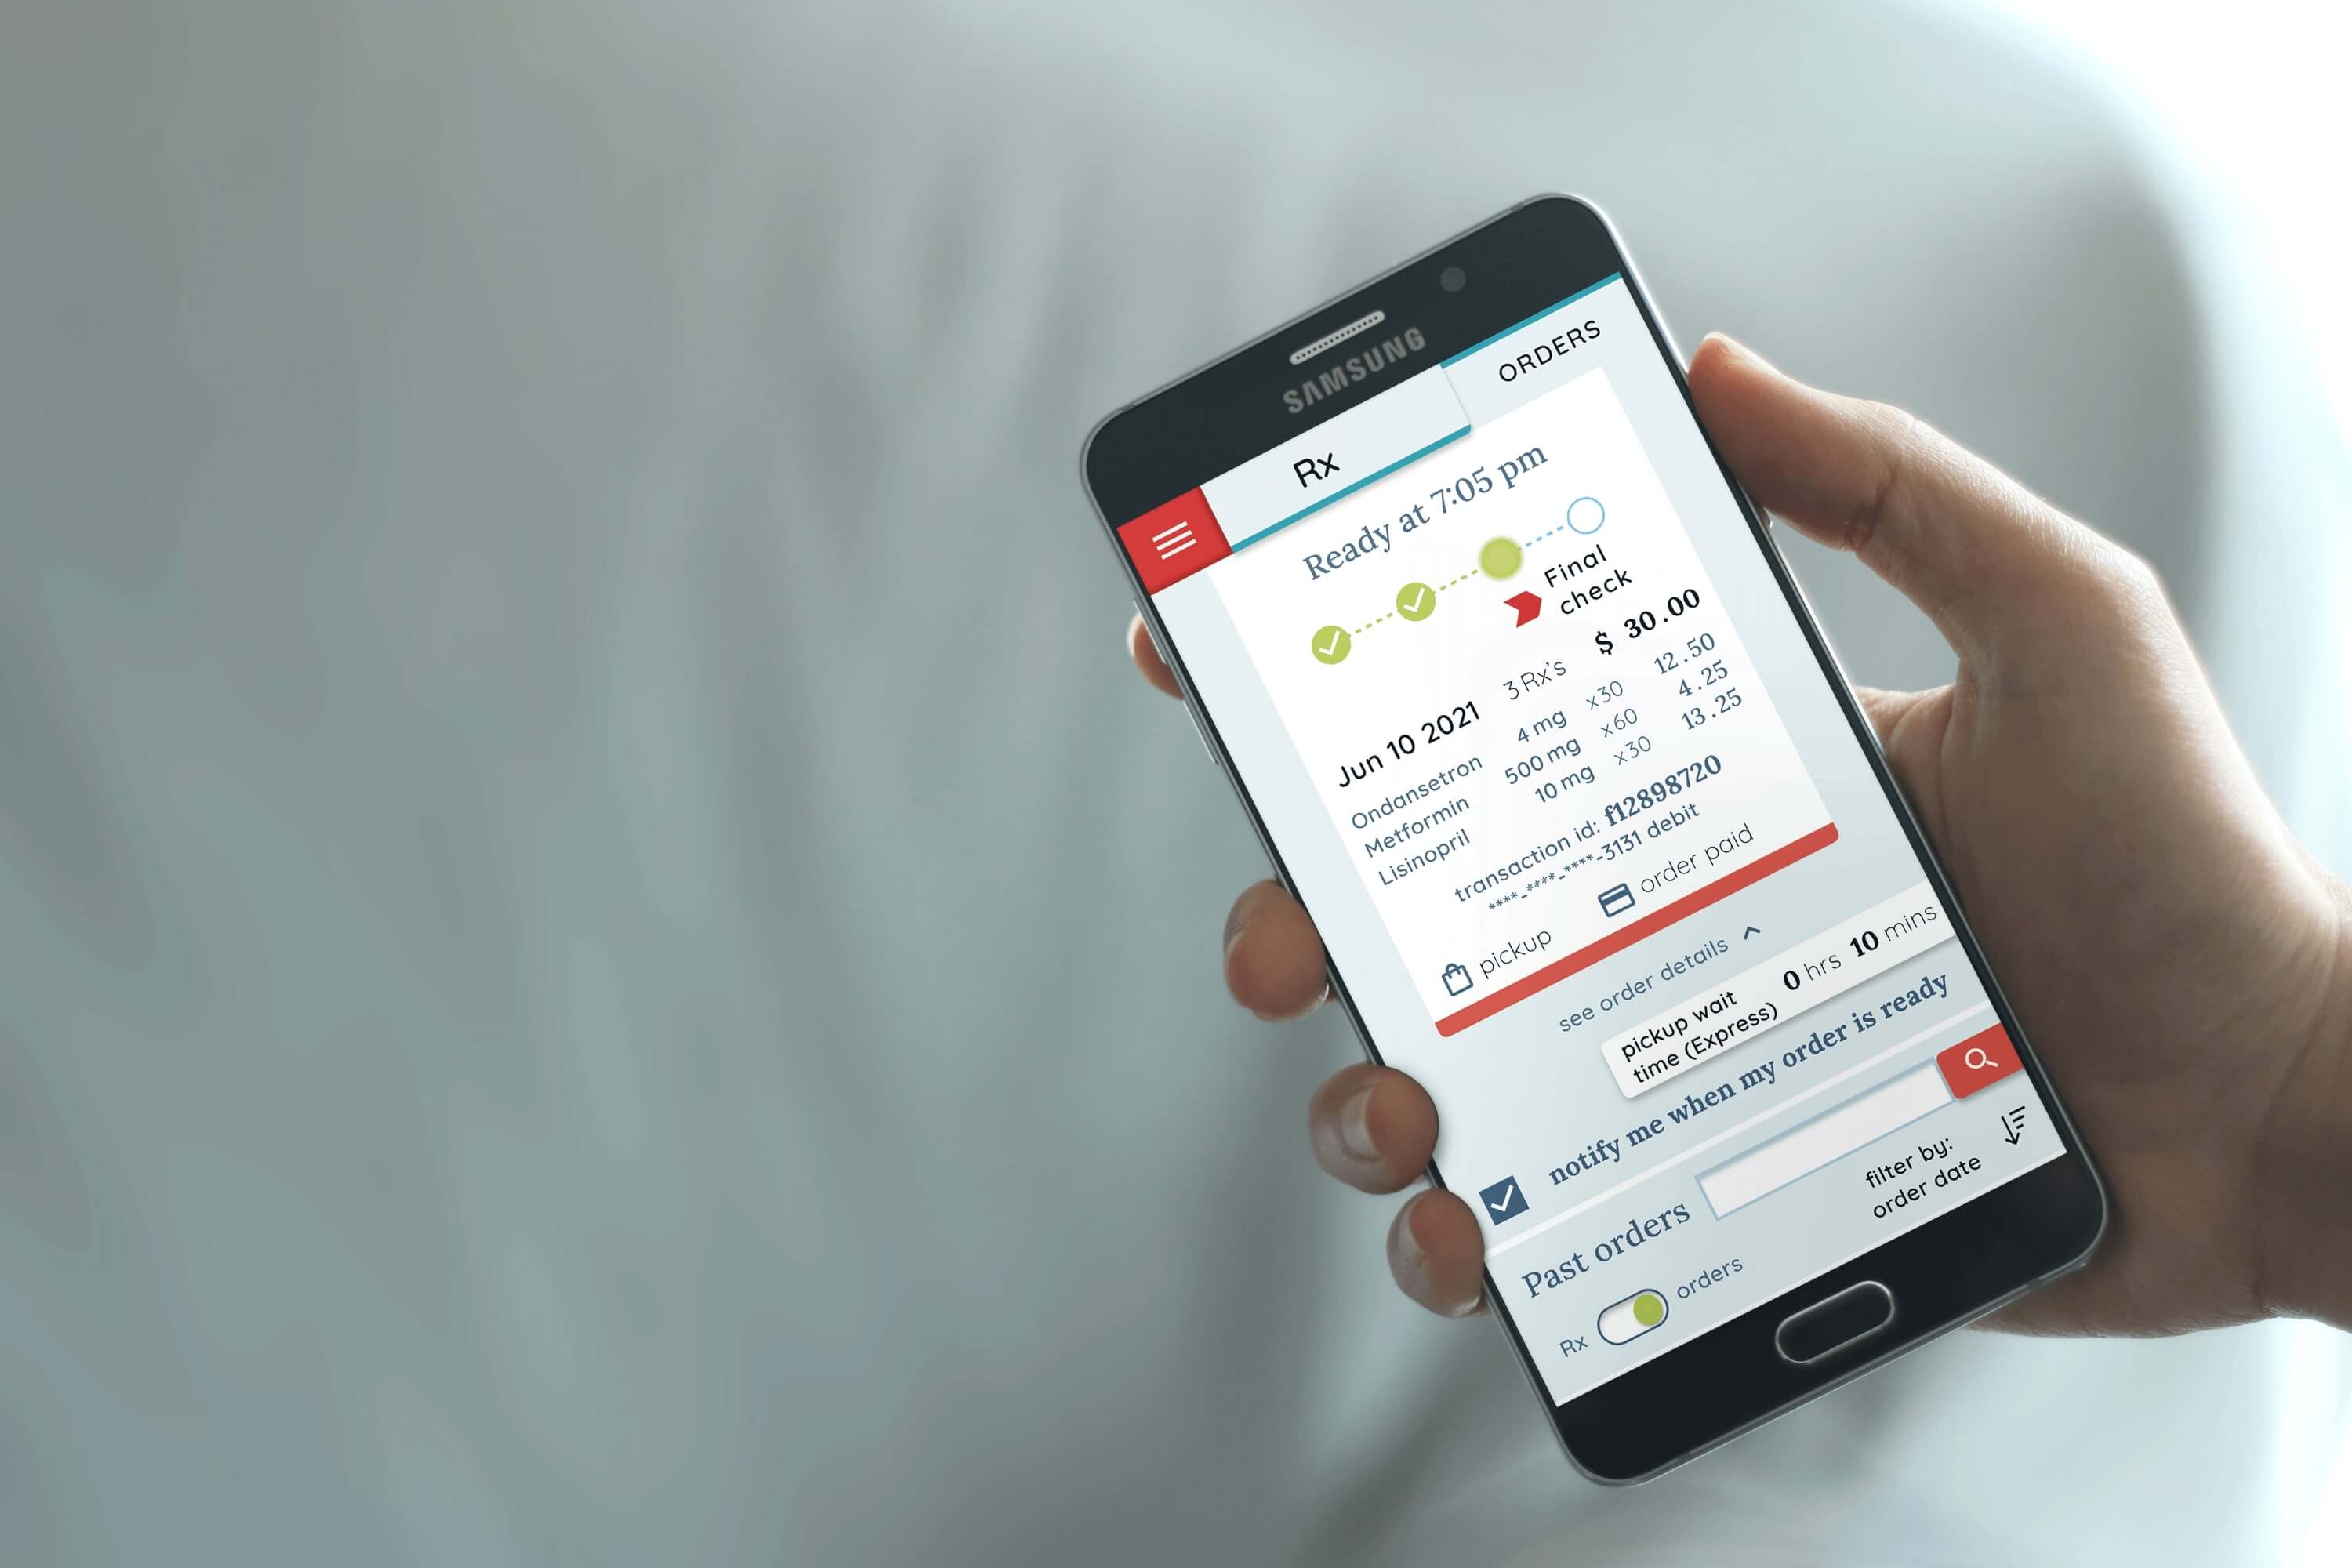 SAMSUNG
Rx
ORDERS
Ready at 7:05 pm
Final
check
Jun 10 2021 3 Rx's $ 30.00
Ondansetron 4 mg x30 12.50
Metformin 500 mg x60 4.25
Lisinopril 10 mg x30 13.25
transaction id: f12898720
****-****-****-3131 debit
pickup order paid
see order details
pickup wait
time (Express) 0 hrs 10 mins
notify me when my order is ready
Past orders
filter by:
order date
Rx orders